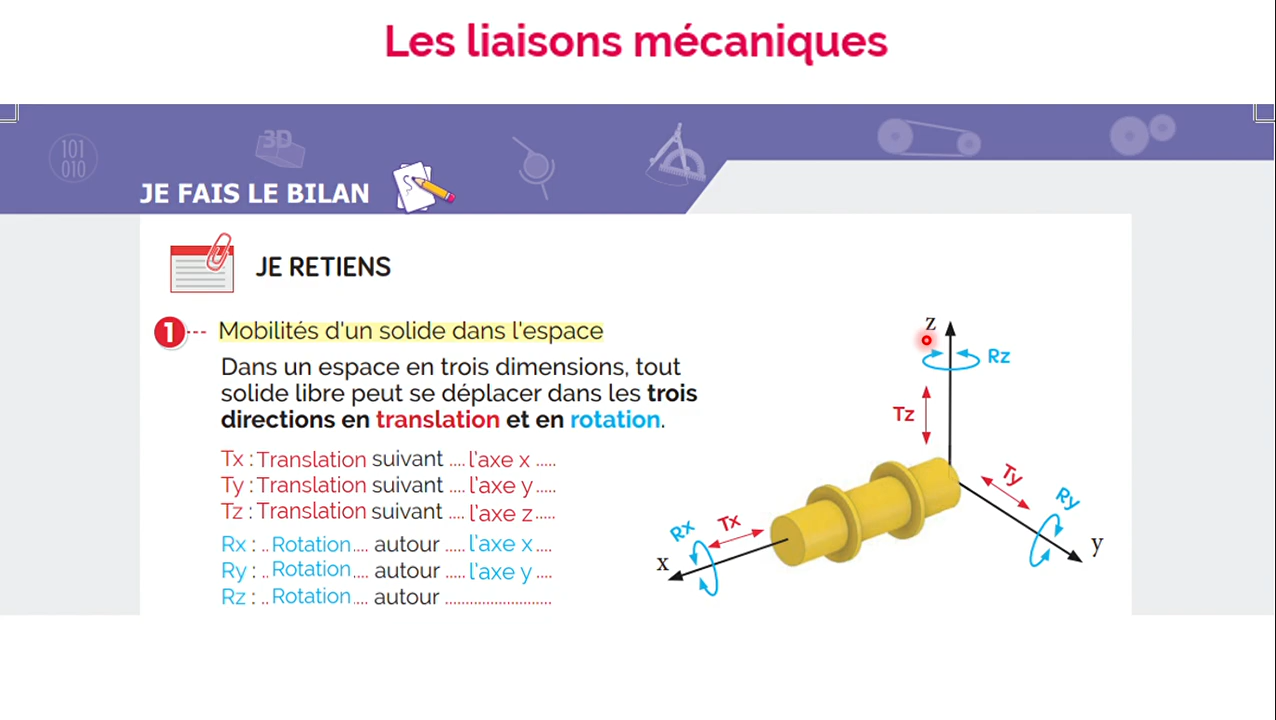 Les liaisons mécaniques
101
010
3D
JE FAIS LE BILAN
JE RETIENS
1 --- Mobilités d'un solide dans l'espace
Dans un espace en trois dimensions, tout
solide libre peut se déplacer dans les trois
directions en translation et en rotation.
Tx : Translation suivant .... l'axe x .....
Ty : Translation suivant .... l'axe y .....
Tz : Translation suivant .... l'axe z .....
Rx : .. Rotation .... autour ..... l'axe x ....
Ry : .. Rotation .... autour ..... l'axe y ....
Rz : .. Rotation .... autour ...........................
z
Rz
Tz
Ty
Ry
y
Tx
Rx
x